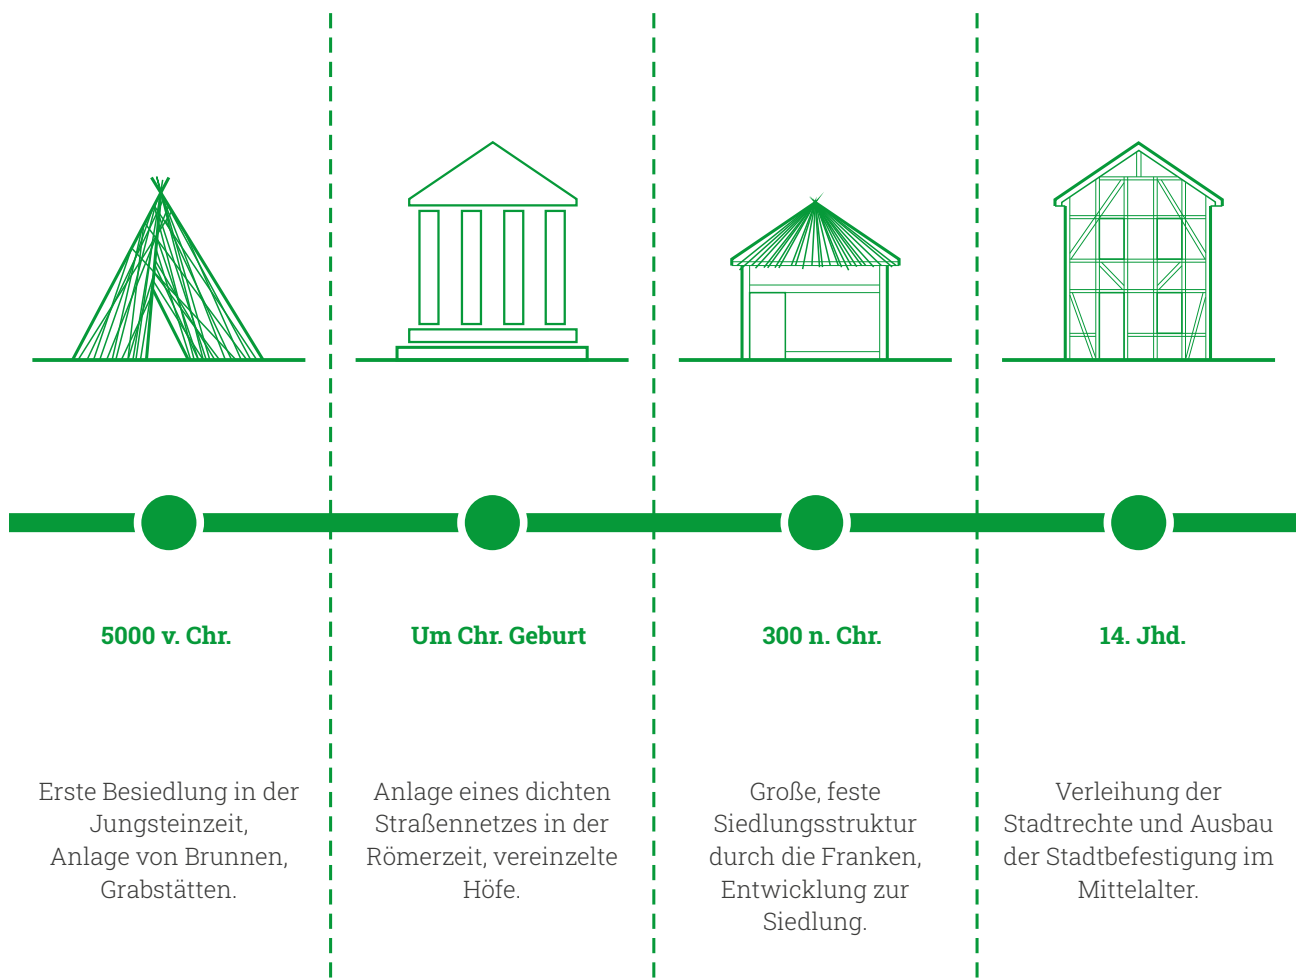 5000 v. Chr.
Erste Besiedlung in der
Jungsteinzeit,
Anlage von Brunnen,
Grabstätten.
Um Chr. Geburt
Anlage eines dichten
Straßennetzes in der
Römerzeit, vereinzelte
Höfe.
300 n. Chr.
Große, feste
Siedlungsstruktur
durch die Franken,
Entwicklung zur
Siedlung.
14. Jhd.
Verleihung der
Stadtrechte und Ausbau
der Stadtbefestigung im
Mittelalter.